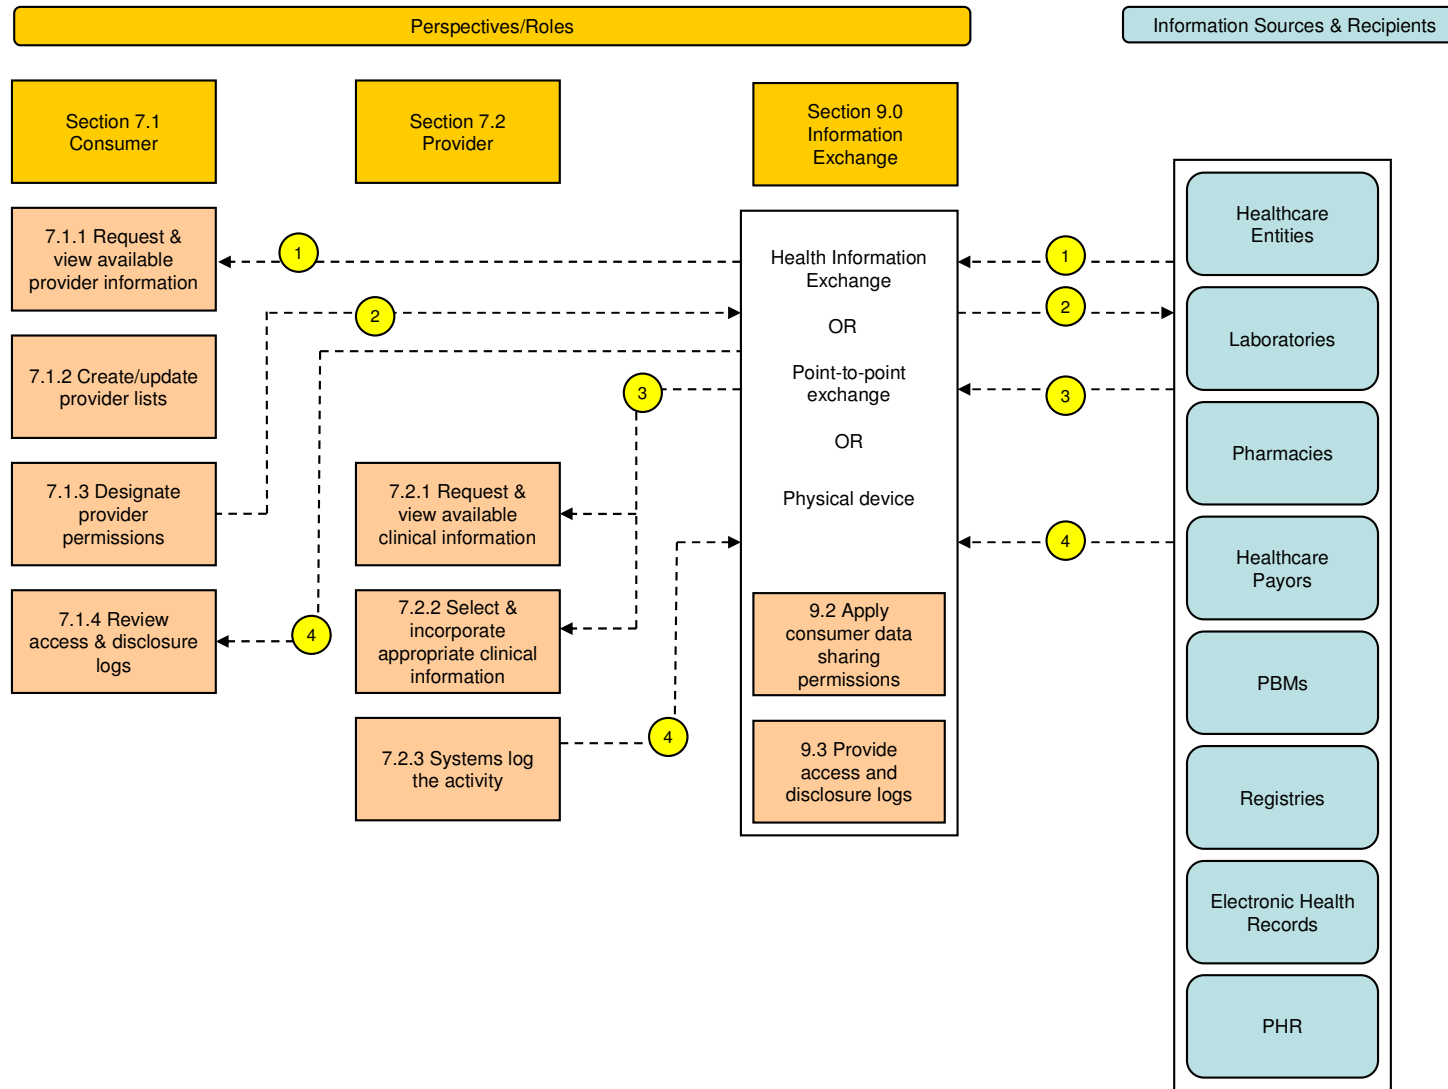 Perspectives/Roles
Information Sources & Recipients
Section 7.1
Consumer
Section 7.2
Provider
Section 9.0
Information
Exchange
7.1.1 Request &
view available
provider information
7.1.2 Create/update
provider lists
7.1.3 Designate
provider
permissions
7.1.4 Review
access & disclosure
logs
1
2
3
4
7.2.1 Request &
view available
clinical information
7.2.2 Select &
incorporate
appropriate clinical
information
7.2.3 Systems log
the activity
4
Health Information
Exchange
OR
Point-to-point
exchange
OR
Physical device
9.2 Apply
consumer data
sharing
permissions
9.3 Provide
access and
disclosure logs
1
2
3
4
Healthcare
Entities
Laboratories
Pharmacies
Healthcare
Payors
PBMs
Registries
Electronic Health
Records
PHR